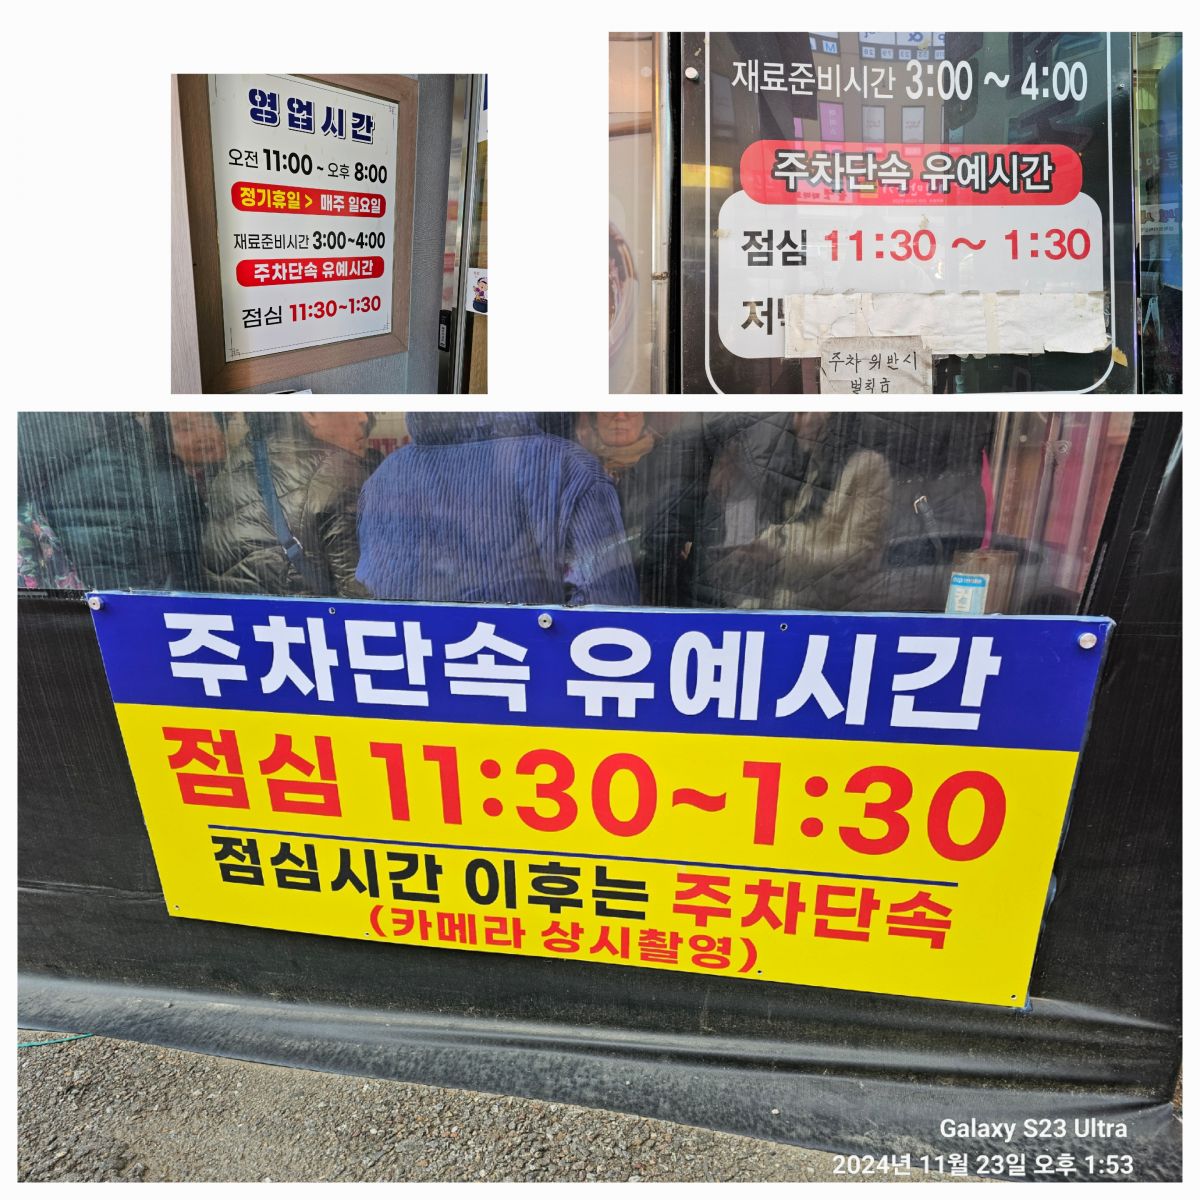 영업시간
오전 11:00 ~ 오후 8:00
정기휴일 > 매주 일요일
재료준비시간 3:00~4:00
주차단속 유예시간
점심 11:30~1:30
재료준비시간 3:00 ~ 4:00
주차단속 유예시간
점심 11:30 ~ 1:30
주차 위반시
벌칙금
주차단속 유예시간
점심 11:30~1:30
점심시간 이후는 주차단속
(카메라 상시촬영)
Galaxy S23 Ultra
2024년 11월 23일 오후 1:53